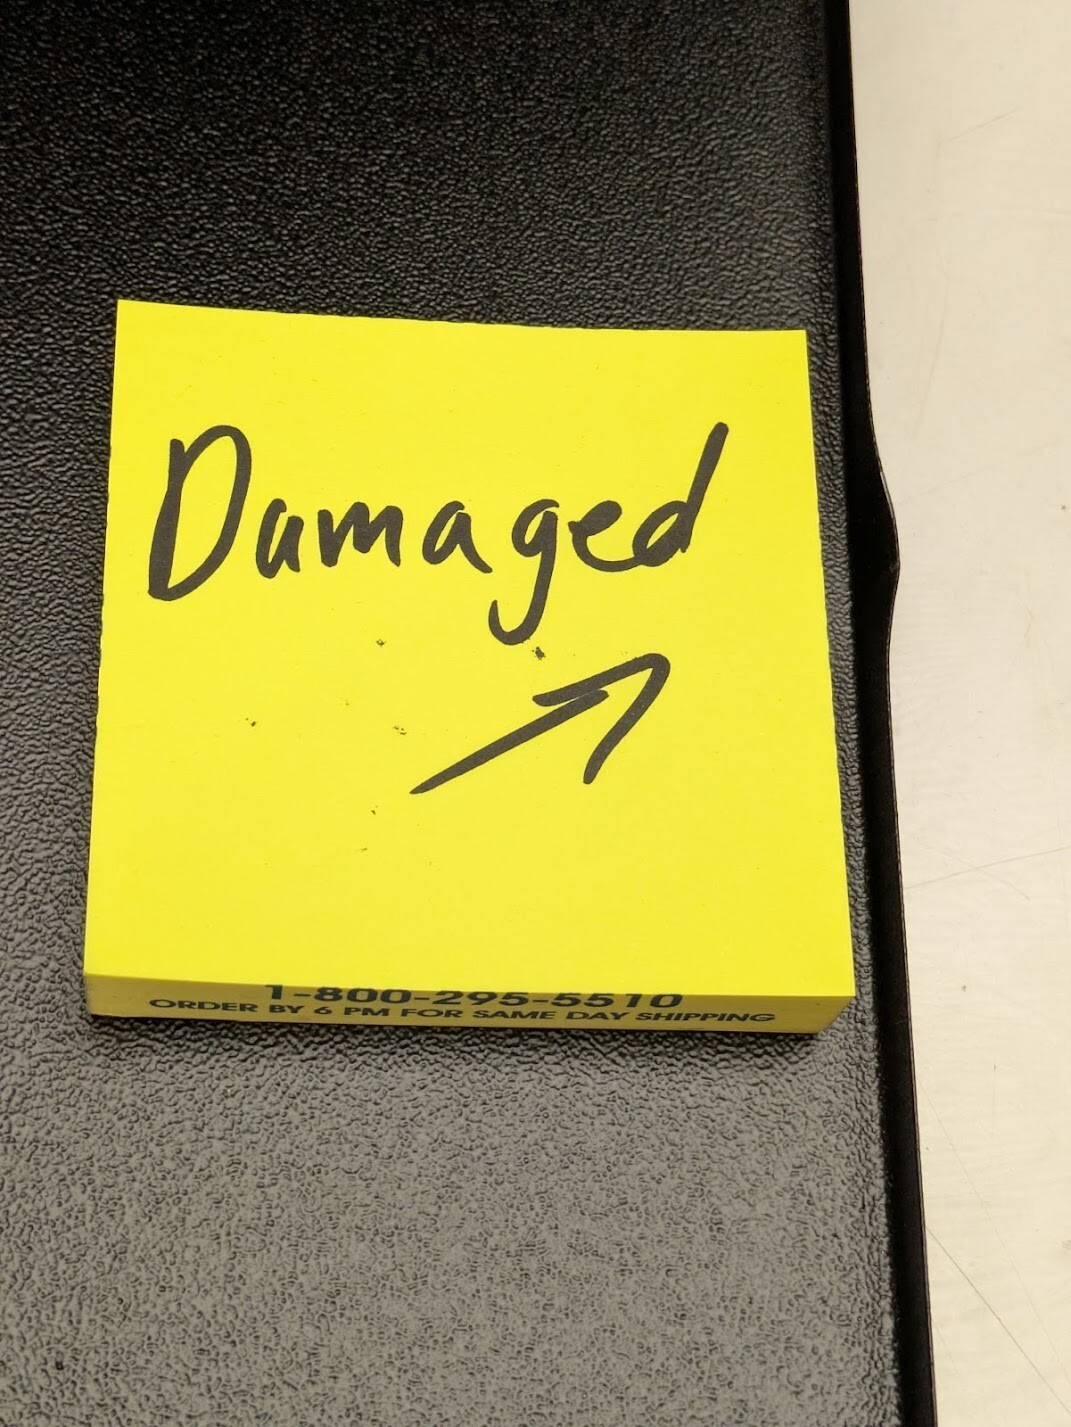 Damaged
1-800-295-5510
ORDER BY 6 PM FOR SAME DAY SHIPPING